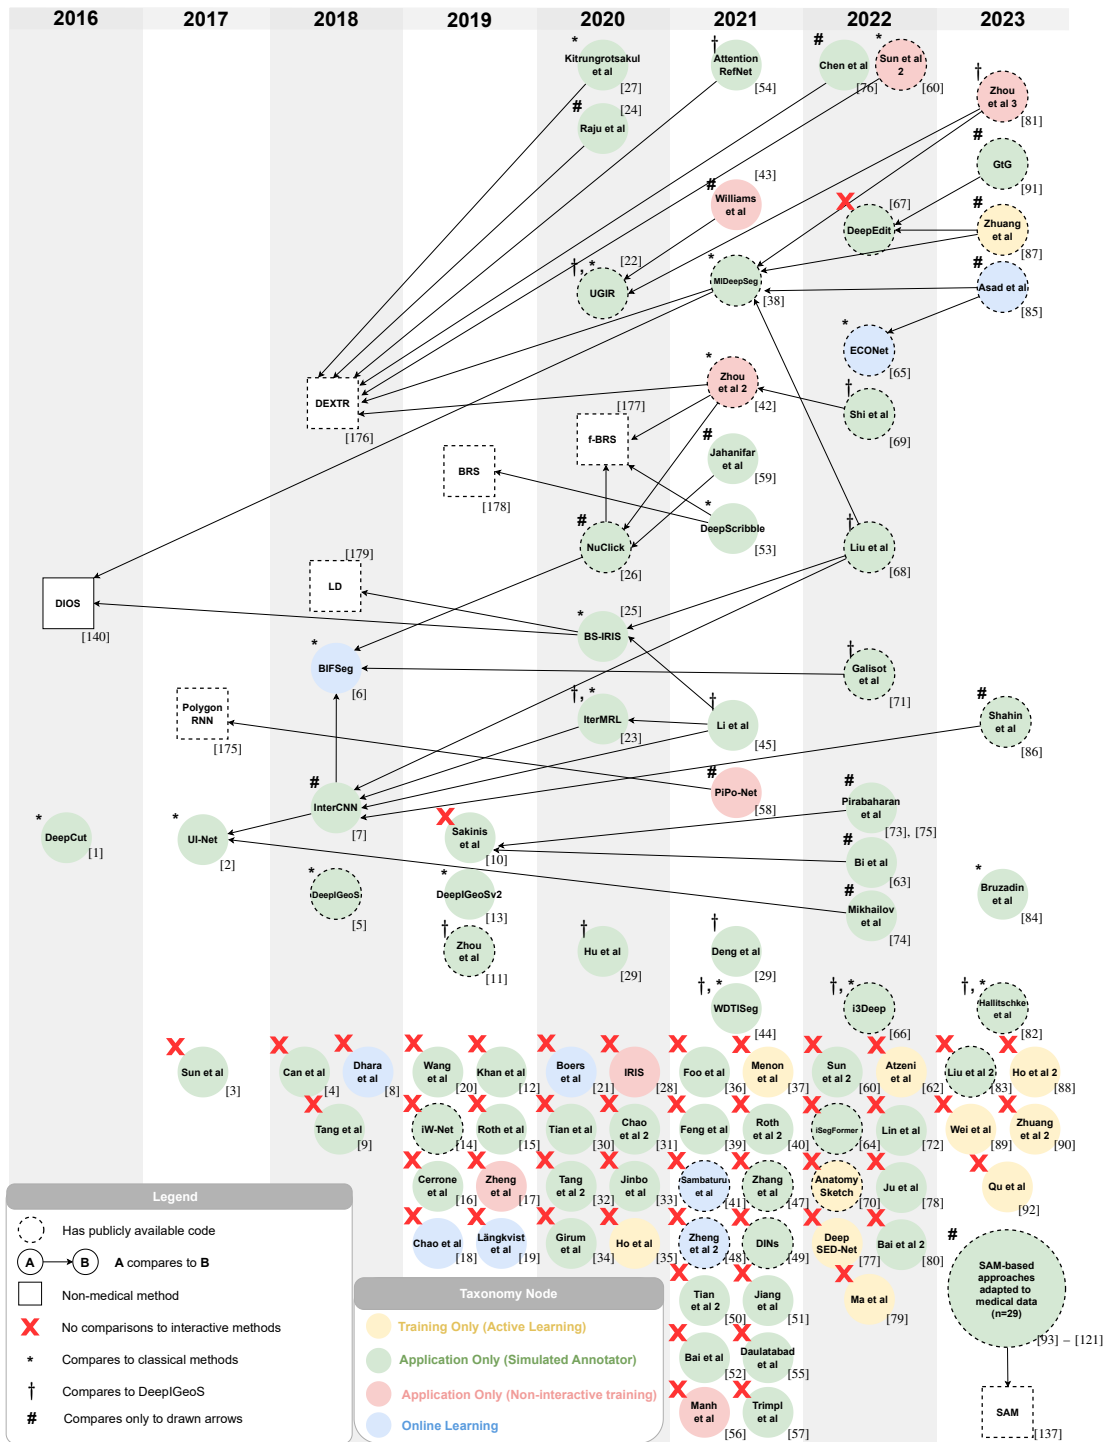 2016 2017 2018 2019 2020 2021 2022 2023
*
Kitrungrotsakul
et al
[27]
†
Attention
RefNet
[54]
#
Chen et al
[76]
*
Sun et al
2
[60]
†
Zhou
et al 3
[81]
#
Raju et al
[24]
#
GtG
[91]
#
Williams
et al
[43]
X
DeepEdit
[67]
#
Zhuang
et al
[87]
†, *
UGIR
[22]
*
MIDeepSeg
[38]
#
Asad et al
[85]
*
ECONet
[65]
DEXTR
[176]
*
Zhou
et al 2
[42]
†
Shi et al
[69]
f-BRS
[177]
BRS
[178]
#
Jahanifar
et al
[59]
*
DeepScribble
[53]
#
NuClick
[26]
†
Liu et al
[68]
LD
[179]
DIOS
[140]
*
BS-IRIS
[25]
*
BIFSeg
[6]
†
Galisot
et al
[71]
Polygon
RNN
[175]
†, *
IterMRL
[23]
†
Li et al
[45]
#
Shahin
et al
[86]
#
PiPo-Net
[58]
#
InterCNN
[7]
#
Pirabaharan
et al
[73], [75]
*
DeepCut
[1]
*
UI-Net
[2]
X
Sakinis
et al
[10]
#
Bi et al
[63]
*
DeepIGeoS
[5]
*
DeepIGeoSv2
[13]
#
Mikhailov
et al
[74]
*
Bruzadin
et al
[84]
†
Zhou
et al
[11]
†
Hu et al
[29]
†
Deng et al
[29]
†, *
WDTISeg
[44]
†, *
i3Deep
[66]
†, *
Hallitschke
et al
[82]
X
Sun et al
[3]
X
Can et al
[4]
X
Dhara
et al
[8]
X
Wang
et al
[20]
X
Khan et al
[12]
X
Boers
et al
[21]
X
IRIS
[28]
X
Foo et al
[36]
X
Menon
et al
[37]
X
Sun
et al 2
[60]
X
Atzeni
et al
[62]
X
Liu et al 2
[83]
X
Ho et al 2
[88]
X
Tang et al
[9]
X
iW-Net
[14]
X
Roth et al
[15]
X
Tian et al
[30]
X
Chao
et al 2
[31]
X
Feng et al
[39]
X
Roth
et al 2
[40]
X
iSegFormer
[64]
X
Lin et al
[72]
X
Wei et al
[89]
X
Zhuang
et al 2
[90]
X
Cerrone
et al
[16]
X
Zheng
et al
[17]
X
Tang
et al 2
[32]
X
Jinbo
et al
[33]
X
Sambaturu
et al
[41]
X
Zhang
et al
[47]
X
Anatomy
Sketch
[70]
X
Ju et al
[78]
X
Qu et al
[92]
X
Chao et al
[18]
X
Längkvist
et al
[19]
X
Girum
et al
[34]
X
Ho et al
[35]
X
Zheng
et al 2
[48]
X
DINs
[49]
X
Deep
SED-Net
[77]
X
Bai et al 2
[80]
#
SAM-based
approaches
adapted to
medical data
(n=29)
[93] – [121]
X
Tian
et al 2
[50]
X
Jiang
et al
[51]
X
Ma et al
[79]
X
Bai et al
[52]
X
Daulatabad
et al
[55]
X
Manh
et al
[56]
X
Trimpl
et al
[57]
SAM
[137]
Legend
Has publicly available code
A B A compares to B
Non-medical method
X No comparisons to interactive methods
* Compares to classical methods
† Compares to DeepIGeoS
# Compares only to drawn arrows
Taxonomy Node
Training Only (Active Learning)
Application Only (Simulated Annotator)
Application Only (Non-interactive training)
Online Learning